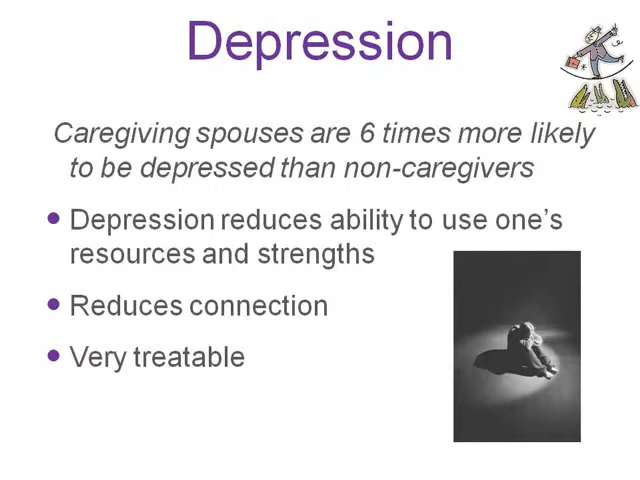 Depression
Caregiving spouses are 6 times more likely
to be depressed than non-caregivers
• Depression reduces ability to use one’s
resources and strengths
• Reduces connection
• Very treatable